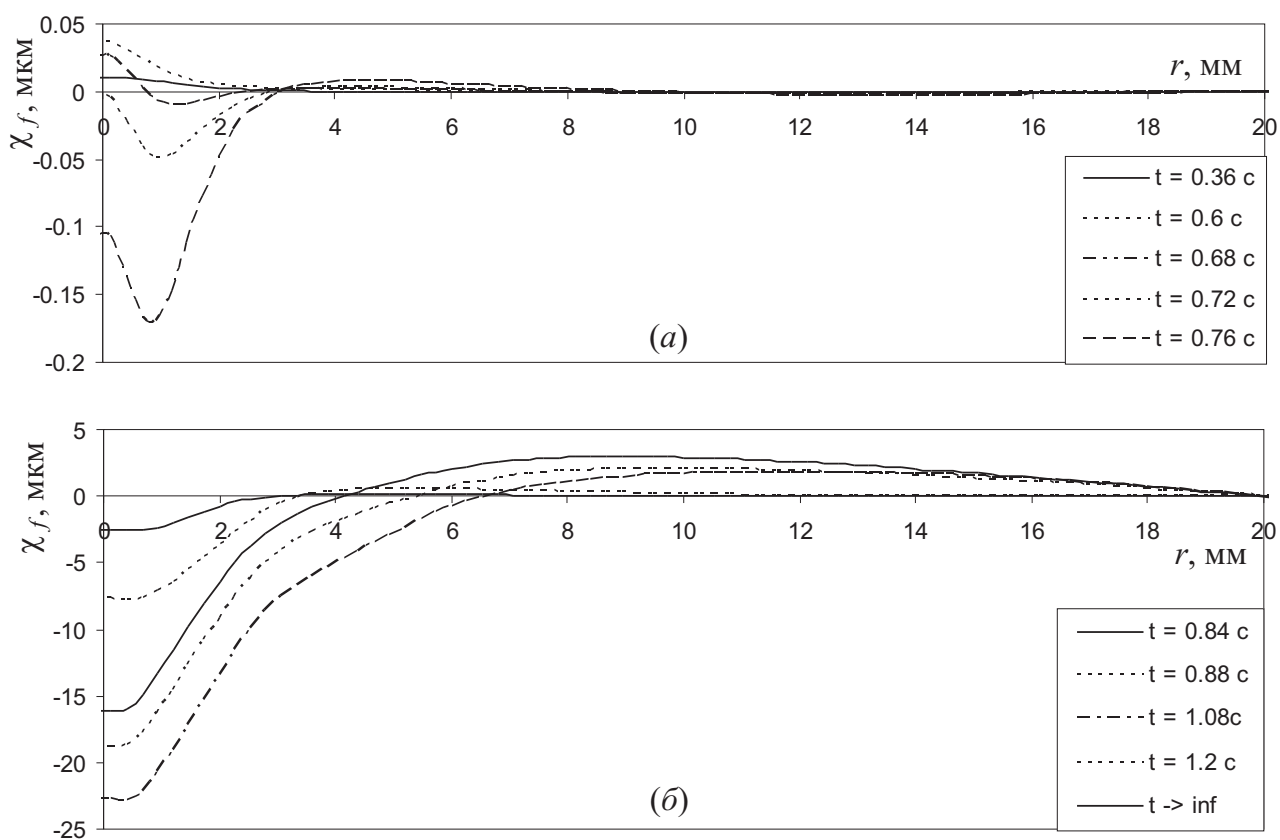 0.05
0
-0.05
-0.1
-0.15
-0.2
χ f , мкм
r, мм
0 2 4 6 8 10 12 14 16 18 20
t = 0.36 c
t = 0.6 c
t = 0.68 c
t = 0.72 c
t = 0.76 c
(а)
5
0
-5
-10
-15
-20
-25
χ f , мкм
0 2 4 6 8 10 12 14 16 18 20
r, мм
t = 0.84 c
t = 0.88 c
t = 1.08c
t = 1.2 c
t -> inf
(б)